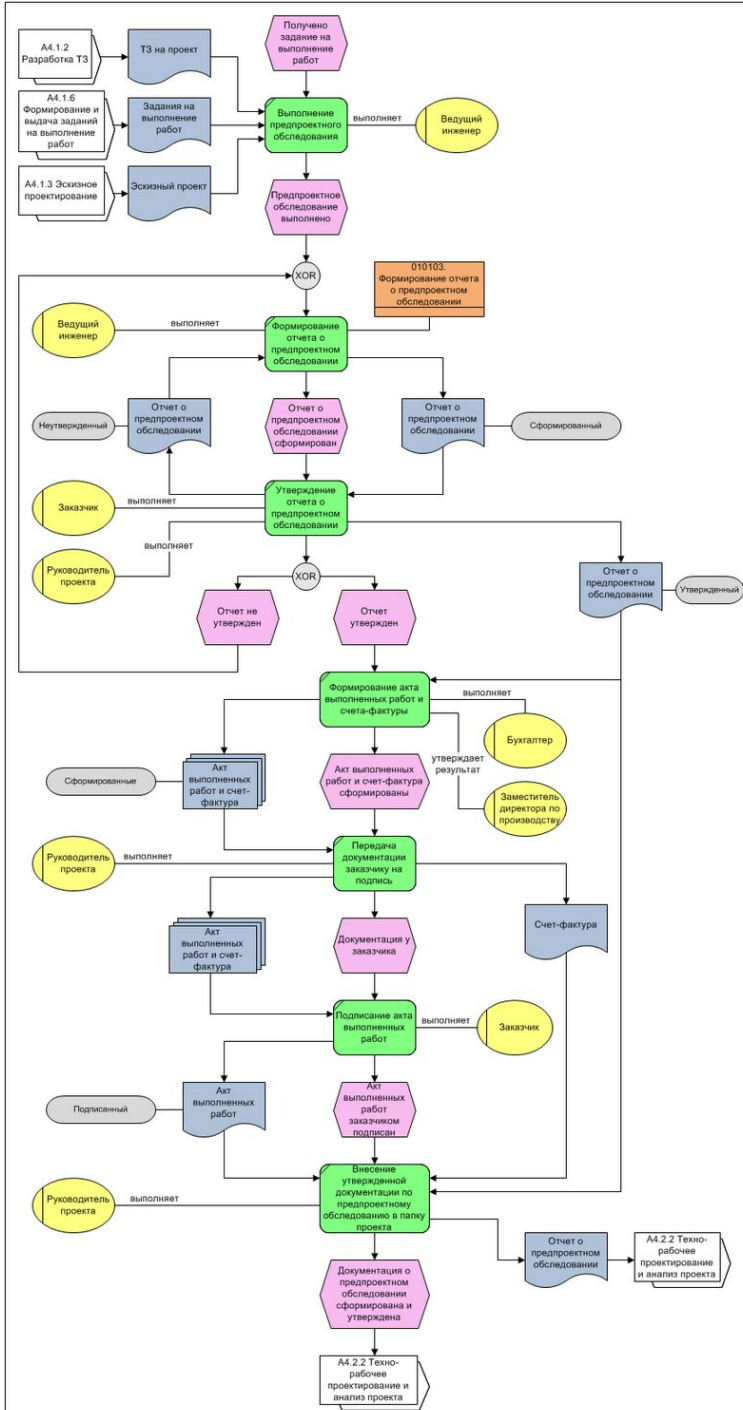 Получено
задание на
выполнение
работ
А4.1.2
Разработка ТЗ
ТЗ на проект
А4.1.6
Формирование и
выдача заданий
на выполнение
работ
Задания на
выполнение
работ
Выполнение
предпроектного
обследования
выполняет
Ведущий
инженер
А4.1.3 Эскизное
проектирование
Эскизный проект
Предпроектное
обследование
выполнено
XOR
010103.
Формирование отчета
о предпроектном
обследовании
Ведущий
инженер
выполняет
Формирование
отчета о
предпроектном
обследовании
Неутвержденный
Отчет о
предпроектном
обследовании
Отчет о
предпроектном
обследовании
сформирован
Отчет о
предпроектном
обследовании
Сформированный
Заказчик
выполняет
Утверждение
отчета о
предпроектном
обследовании
выполняет
Руководитель
проекта
XOR
Отчет о
предпроектном
обследовании
Утвержденный
Отчет не
утвержден
Отчет
утвержден
Формирование акта
выполненных работ и
счета-фактуры
выполняет
Бухгалтер
утверждает
результат
Сформированные
Акт
выполненных
работ и счет-
фактура
Акт выполненных
работ и счет-фактура
сформированы
Заместитель
директора по
производству
Руководитель
проекта
выполняет
Передача
документации
заказчику на
подпись
Акт
выполненных
работ и счет-
фактура
Документация у
заказчика
Счет-фактура
Подписание акта
выполненных
работ
выполняет
Заказчик
Подписанный
Акт
выполненных
работ
Акт
выполненных
работ
заказчиком
подписан
Руководитель
проекта
выполняет
Внесение
утвержденной
документации по
предпроектному
обследованию в папку
проекта
Отчет о
предпроектном
обследовании
А4.2.2 Техно-
рабочее
проектирование
и анализ проекта
Документация о
предпроектном
обследовании
сформирована и
утверждена
А4.2.2 Техно-
рабочее
проектирование и
анализ проекта